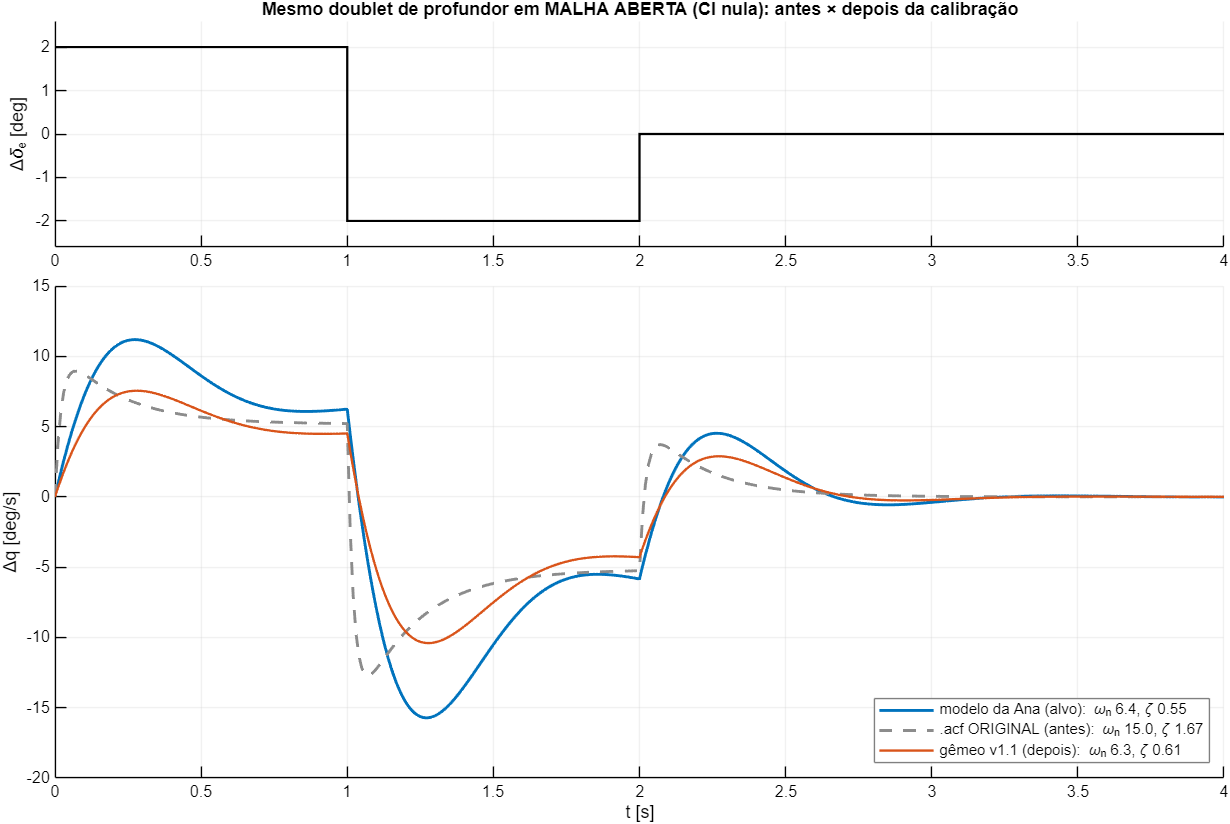 Mesmo doublet de profundor em MALHA ABERTA (CI nula): antes × depois da calibração
2
1
0
-1
-2
Δδₑ [deg]
0 0.5 1 1.5 2 2.5 3 3.5 4
15
10
5
0
-5
-10
-15
-20
Δq [deg/s]
modelo da Ana (alvo): ωₙ 6.4, ζ 0.55
.acf ORIGINAL (antes): ωₙ 15.0, ζ 1.67
gêmeo v1.1 (depois): ωₙ 6.3, ζ 0.61
0 0.5 1 1.5 2 2.5 3 3.5 4
t [s]